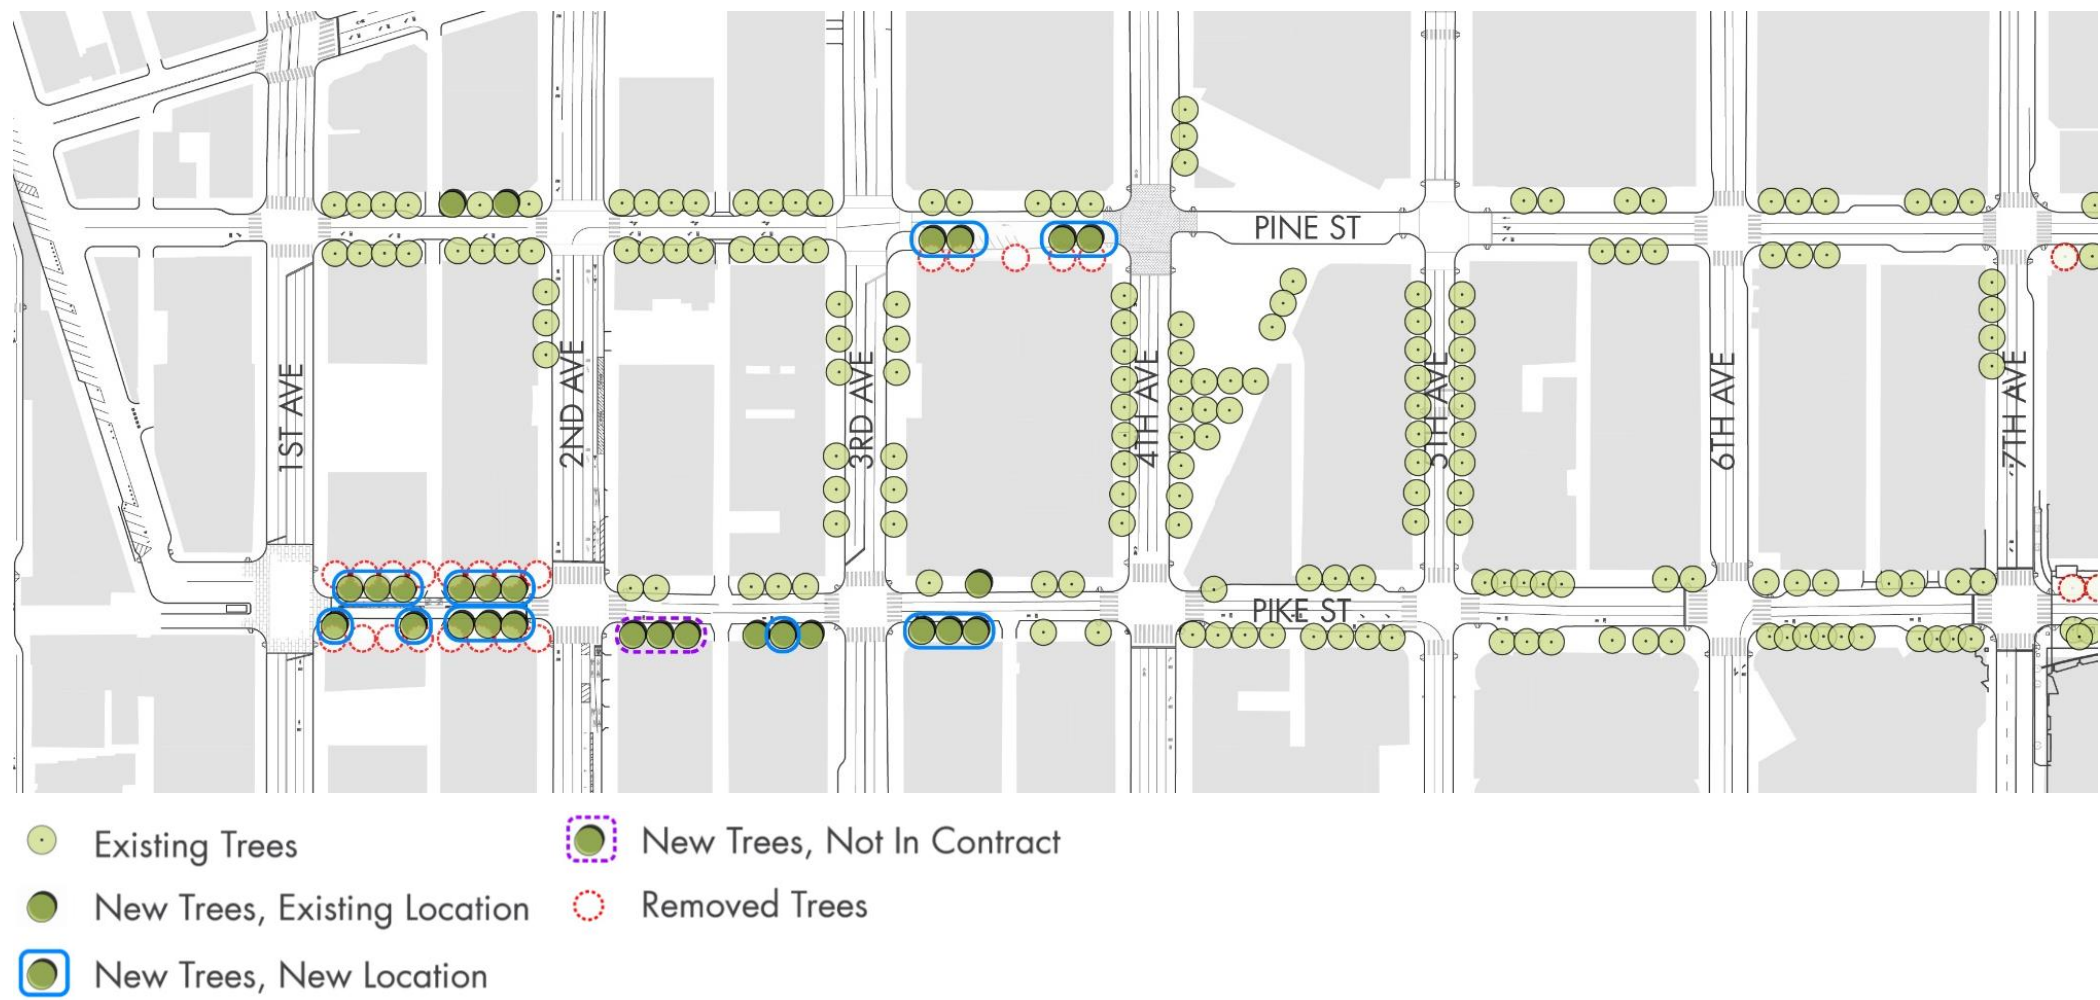 PINE ST
1ST AVE
2ND AVE
3RD AVE
4TH AVE
5TH AVE
6TH AVE
7TH AVE
PIKE ST
Existing Trees
New Trees, Not In Contract
New Trees, Existing Location
Removed Trees
New Trees, New Location